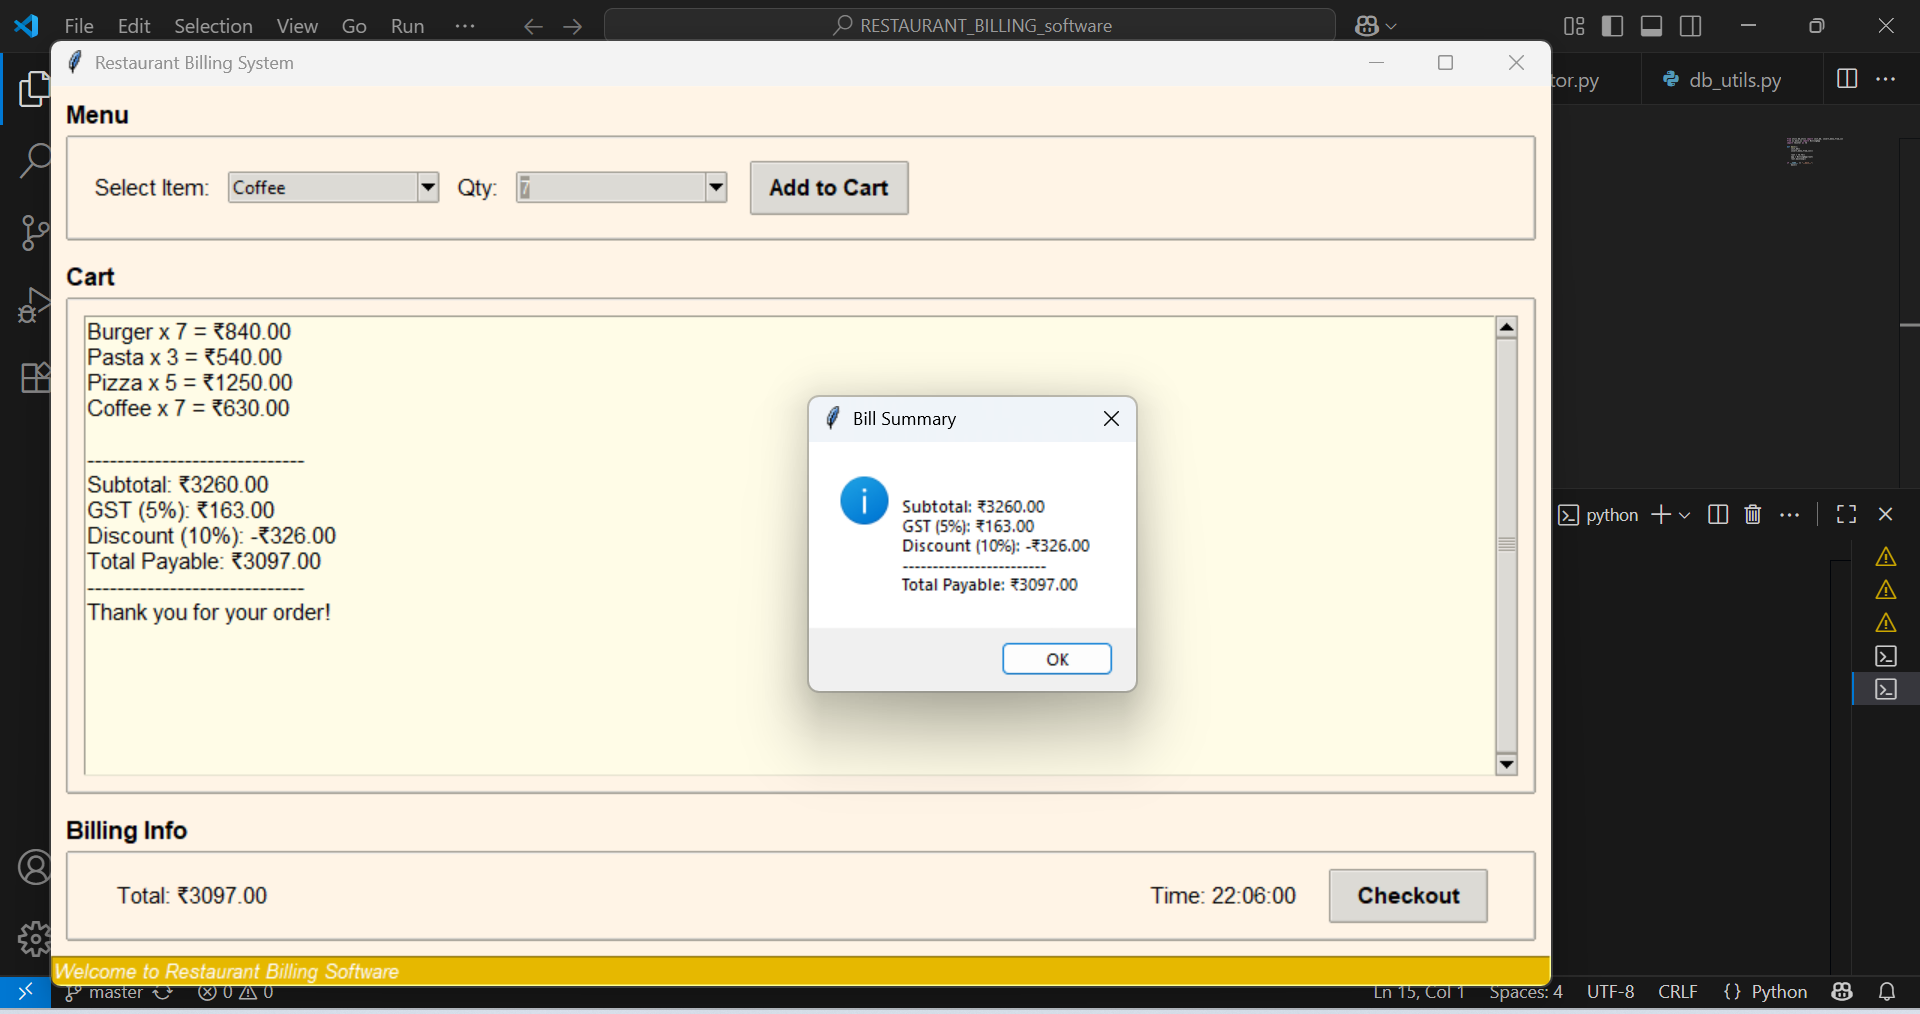 File Edit Selection View Go Run ···
RESTAURANT_BILLING_software
Restaurant Billing System
tor.py
db_utils.py
Menu
Select Item: Coffee Qty: 7 Add to Cart
Cart
Burger x 7 = ₹840.00
Pasta x 3 = ₹540.00
Pizza x 5 = ₹1250.00
Coffee x 7 = ₹630.00
-----------------------------
Subtotal: ₹3260.00
GST (5%): ₹163.00
Discount (10%): -₹326.00
Total Payable: ₹3097.00
-----------------------------
Thank you for your order!
Bill Summary
Subtotal: ₹3260.00
GST (5%): ₹163.00
Discount (10%): -₹326.00
------------------------
Total Payable: ₹3097.00
OK
python
Billing Info
Total: ₹3097.00 Time: 22:06:00 Checkout
Welcome to Restaurant Billing Software
master 0 0 Ln 15, Col 1 Spaces: 4 UTF-8 CRLF {} Python